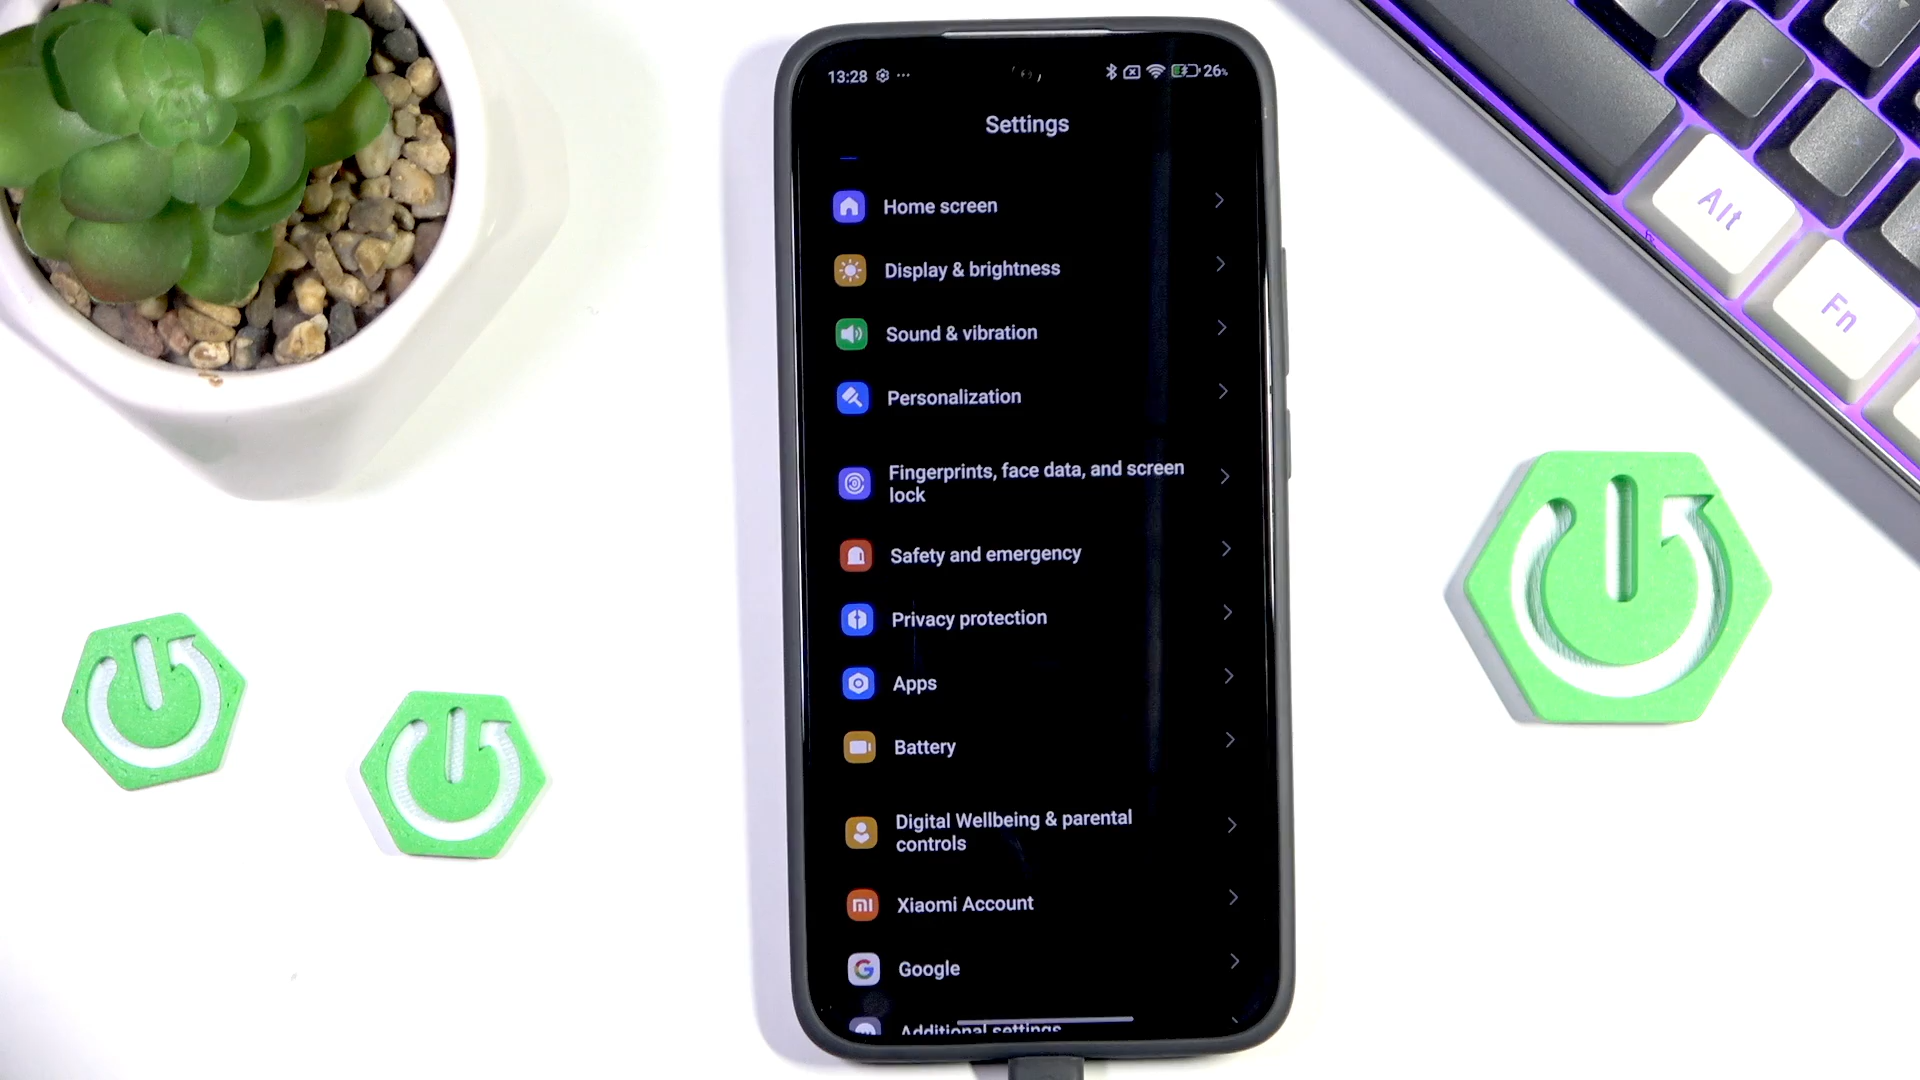 13:28 ... 26%
Settings
Home screen
Display & brightness
Sound & vibration
Personalization
Fingerprints, face data, and screen
lock
Safety and emergency
Privacy protection
Apps
Battery
Digital Wellbeing & parental
controls
mi Xiaomi Account
G Google
Additional settings
Alt
Fn